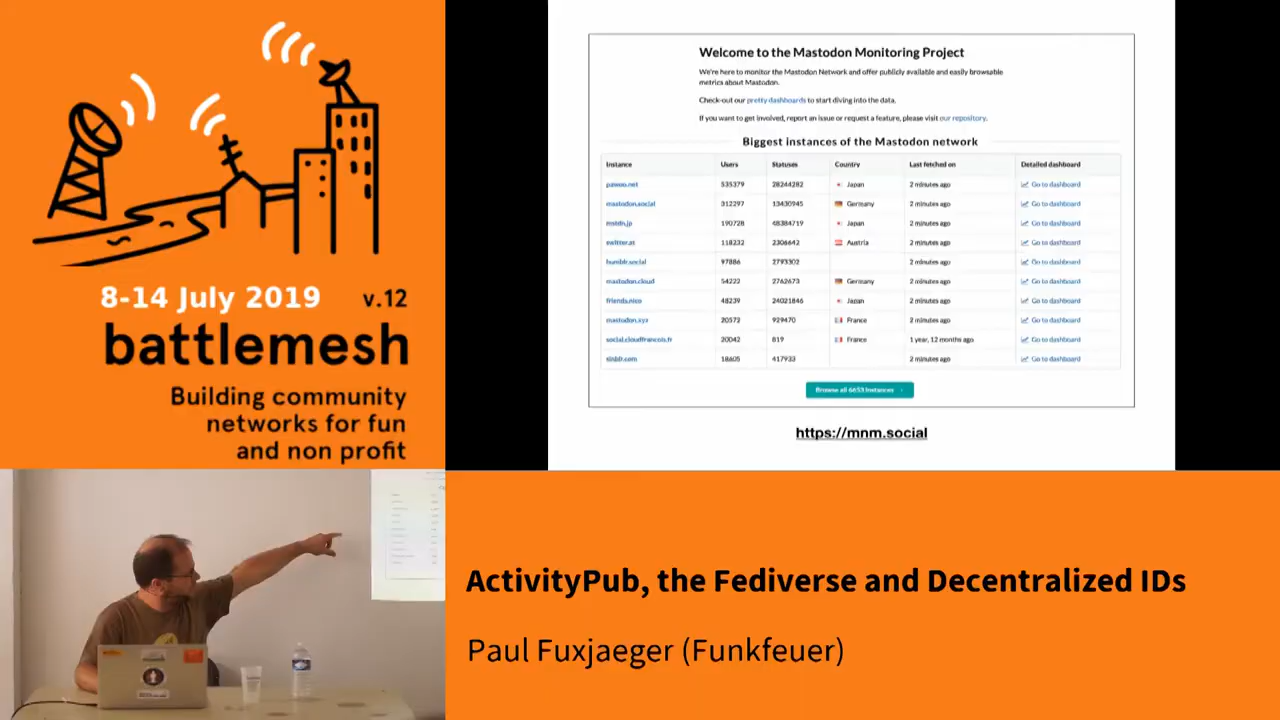 8-14 July 2019 v.12
battlemesh
Building community
networks for fun
and non profit
Welcome to the Mastodon Monitoring Project
We're here to monitor the Mastodon Network and offer publicly available and easily browsable
metrics about Mastodon.
Check-out our pretty dashboards to start diving into the data.
If you want to get involved, report an issue or request a feature, please visit our repository.
Biggest instances of the Mastodon network
Instance Users Statuses Country Last fetched on Detailed dashboard
pawoo.net 535379 28244282 Japan 2 minutes ago Go to dashboard
mastodon.social 312297 13430945 Germany 2 minutes ago Go to dashboard
mstdn.jp 190728 48384719 Japan 2 minutes ago Go to dashboard
switter.at 118232 2306642 Austria 2 minutes ago Go to dashboard
humblr.social 97886 2793302 2 minutes ago Go to dashboard
mastodon.cloud 54222 2762673 Germany 2 minutes ago Go to dashboard
friends.nico 48239 24021846 Japan 2 minutes ago Go to dashboard
mastodon.xyz 20572 929470 France 2 minutes ago Go to dashboard
social.cloudfrancois.fr 20042 819 France 1 year, 12 months ago Go to dashboard
sinblr.com 18605 417933 2 minutes ago Go to dashboard
Browse all 6653 instances
https://mnm.social
ActivityPub, the Fediverse and Decentralized IDs
Paul Fuxjaeger (Funkfeuer)